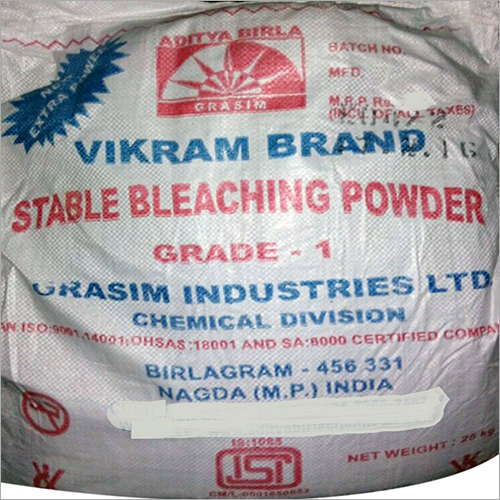 ADITYA BIRLA
GRASIM
EXTRA POWER
BATCH NO.
MFD.
M.R.P. Rs.
(INCL. OF ALL TAXES)
VIKRAM BRAND
STABLE BLEACHING POWDER
GRADE - 1
GRASIM INDUSTRIES LTD
CHEMICAL DIVISION
AN ISO:9001,14001;OHSAS:18001 AND SA:8000 CERTIFIED COMPA
BIRLAGRAM - 456 331
NAGDA (M.P.) INDIA
NET WEIGHT : 25 kg
IS:1065
ISI